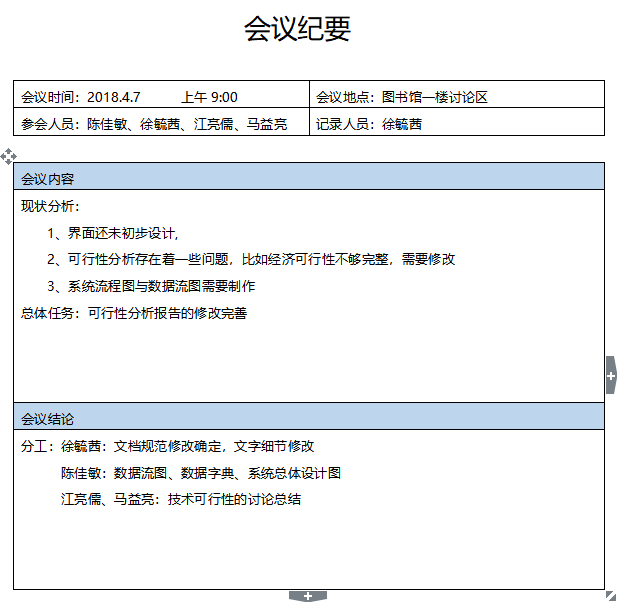 会议纪要
会议时间：2018.4.7 上午 9:00 会议地点：图书馆一楼讨论区
参会人员：陈佳敏、徐毓茜、江亮儒、马益亮 记录人员：徐毓茜
会议内容
现状分析：
1、界面还未初步设计,
2、可行性分析存在着一些问题，比如经济可行性不够完整，需要修改
3、系统流程图与数据流图需要制作
总体任务：可行性分析报告的修改完善
会议结论
分工：徐毓茜：文档规范修改确定，文字细节修改
陈佳敏：数据流图、数据字典、系统总体设计图
江亮儒、马益亮：技术可行性的讨论总结